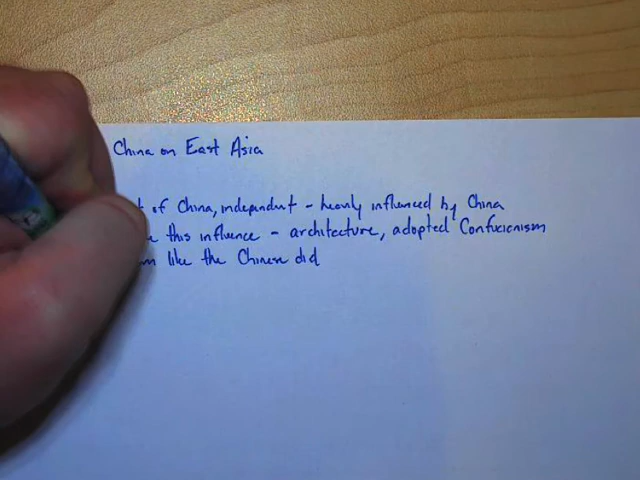 China on East Asia
of China, independent - heavily influenced by China
this influence - architecture, adopted Confucianism
like the Chinese did